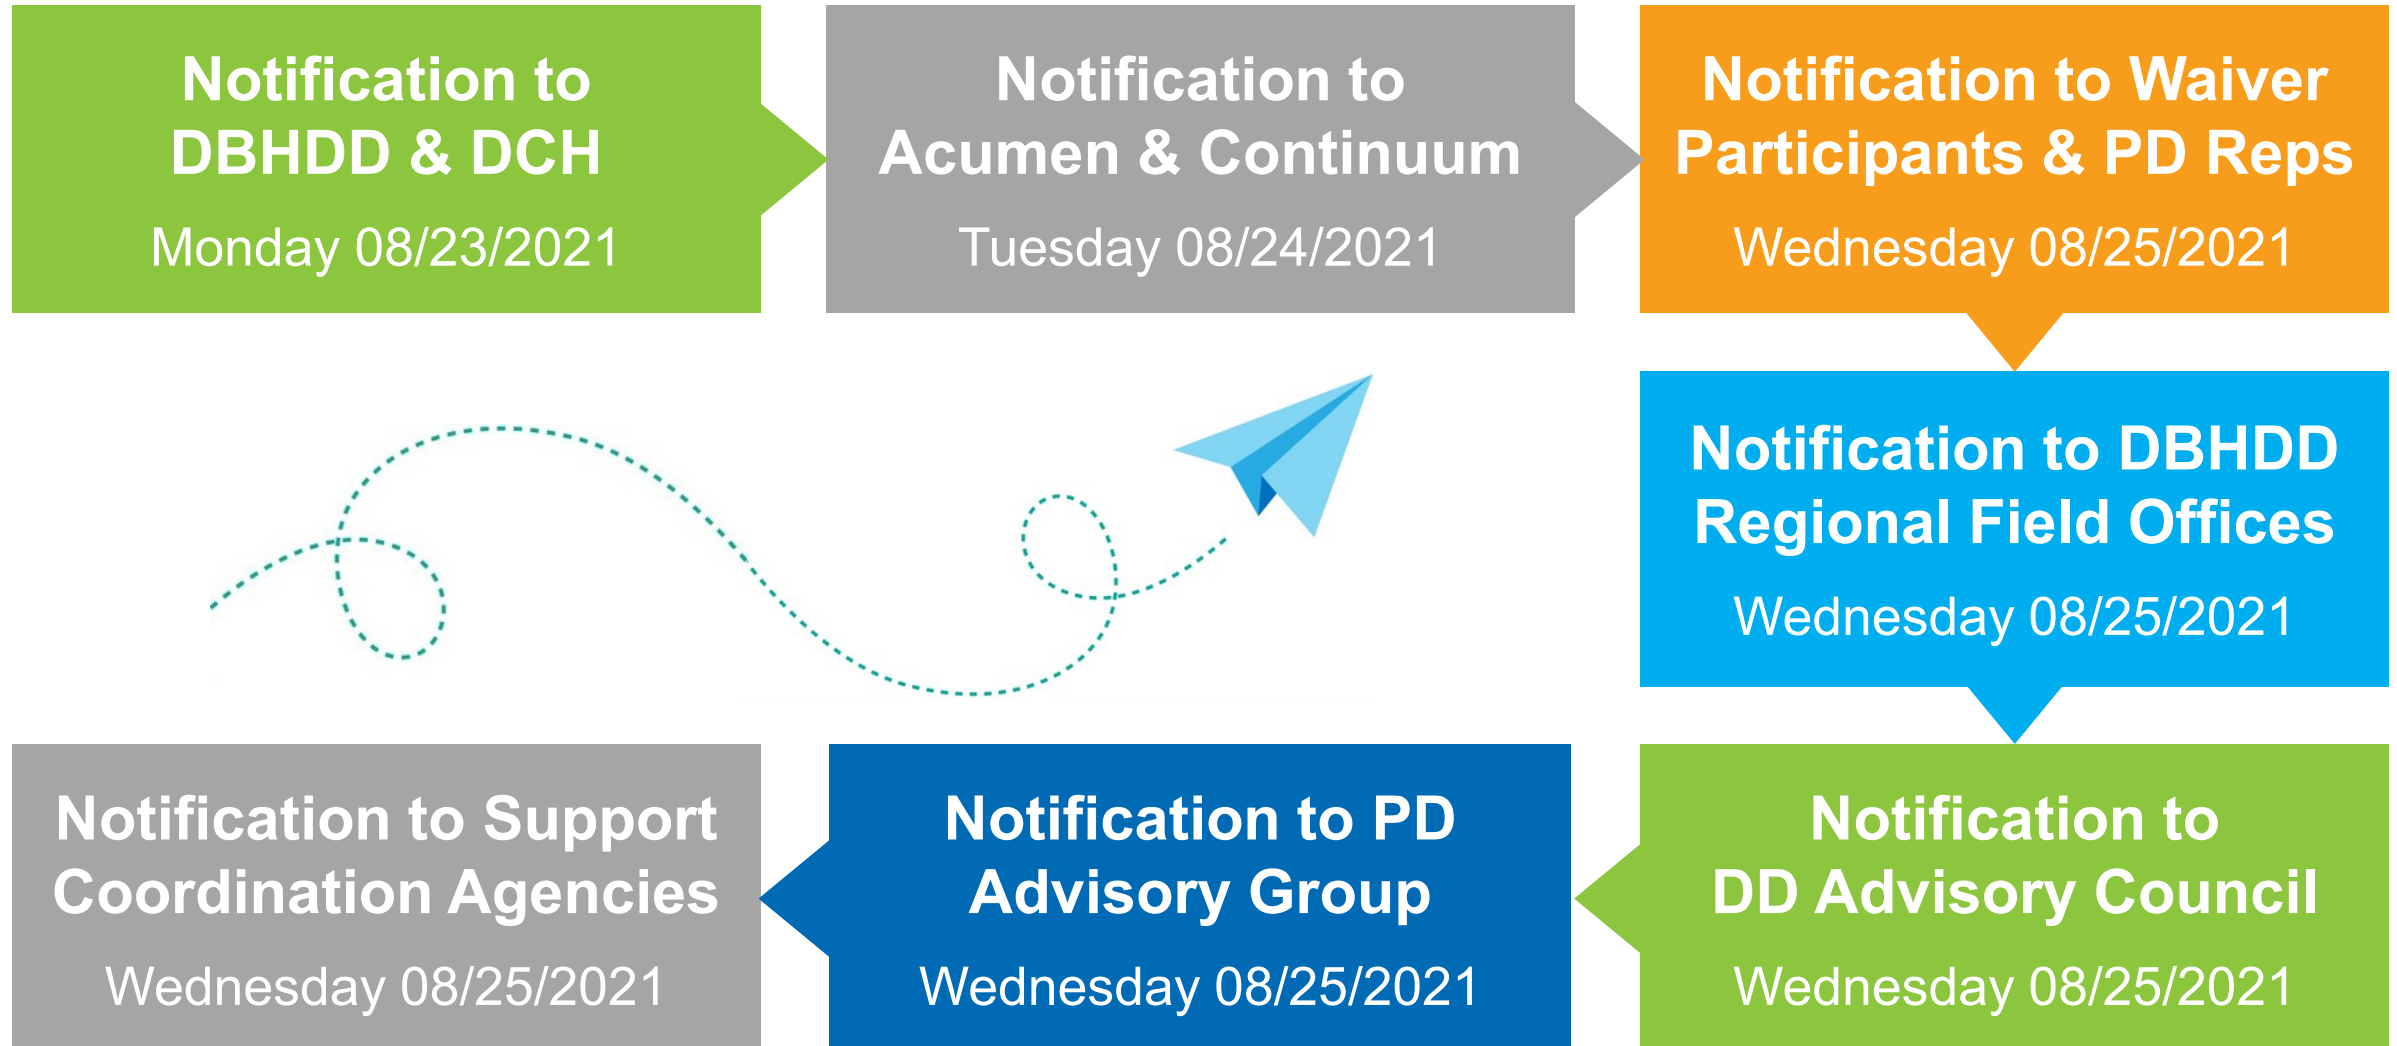 Notification to
DBHDD & DCH
Monday 08/23/2021
Notification to
Acumen & Continuum
Tuesday 08/24/2021
Notification to Waiver
Participants & PD Reps
Wednesday 08/25/2021
Notification to DBHDD
Regional Field Offices
Wednesday 08/25/2021
Notification to
DD Advisory Council
Wednesday 08/25/2021
Notification to PD
Advisory Group
Wednesday 08/25/2021
Notification to Support
Coordination Agencies
Wednesday 08/25/2021